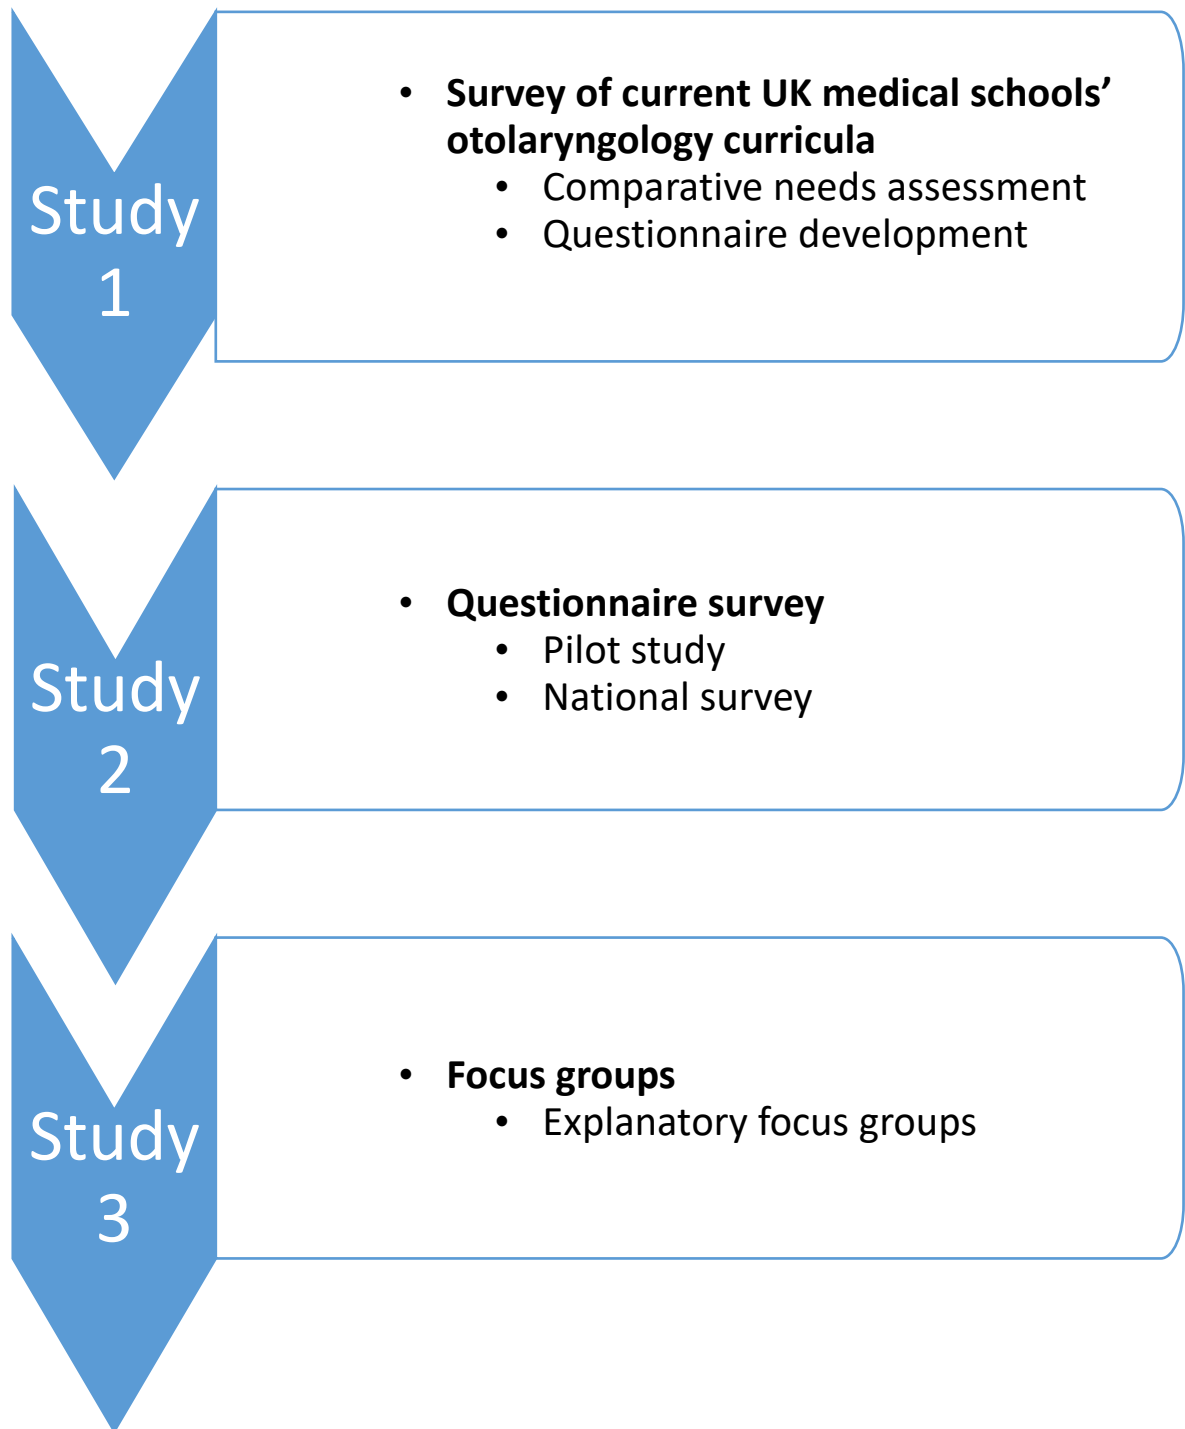 Study
1
• Survey of current UK medical schools’
otolaryngology curricula
• Comparative needs assessment
• Questionnaire development
Study
2
• Questionnaire survey
• Pilot study
• National survey
Study
3
• Focus groups
• Explanatory focus groups